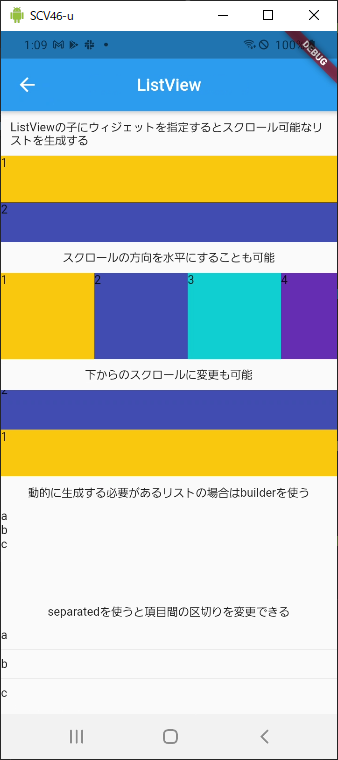 SCV46-u
1:09
100%
DEBUG
ListView
ListViewの子にウィジェットを指定するとスクロール可能なリ
ストを生成する
1
2
スクロールの方向を水平にすることも可能
1 2 3 4
下からのスクロールに変更も可能
2
1
動的に生成する必要があるリストの場合はbuilderを使う
a
b
c
separatedを使うと項目間の区切りを変更できる
a
b
c